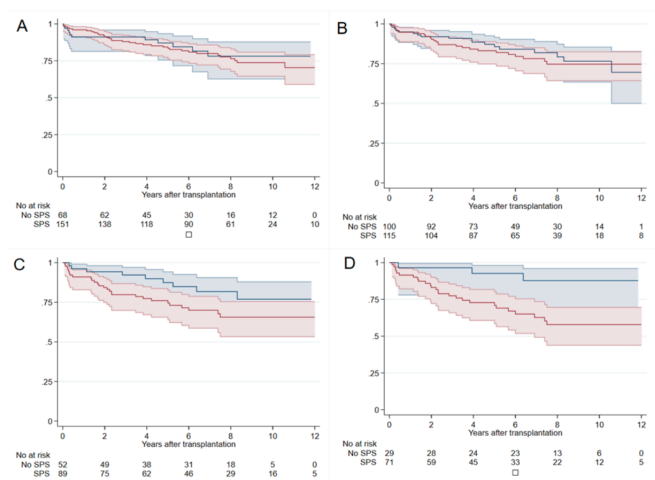 A
1
.75
.5
.25
0
0 2 4 6 8 10 12
Years after transplantation
No at risk
No SPS 68 62 45 30 16 12 0
SPS 151 138 118 90 61 24 10
B
1
.75
.5
.25
0
0 2 4 6 8 10 12
Years after transplantation
No at risk
No SPS 100 92 73 49 30 14 1
SPS 115 104 87 65 39 18 8
C
1
.75
.5
.25
0
0 2 4 6 8 10 12
Years after transplantation
No at risk
No SPS 52 49 38 31 18 5 0
SPS 89 75 62 46 29 16 5
D
1
.75
.5
.25
0
0 2 4 6 8 10 12
Years after transplantation
No at risk
No SPS 29 28 24 23 13 6 0
SPS 71 59 45 33 22 12 5